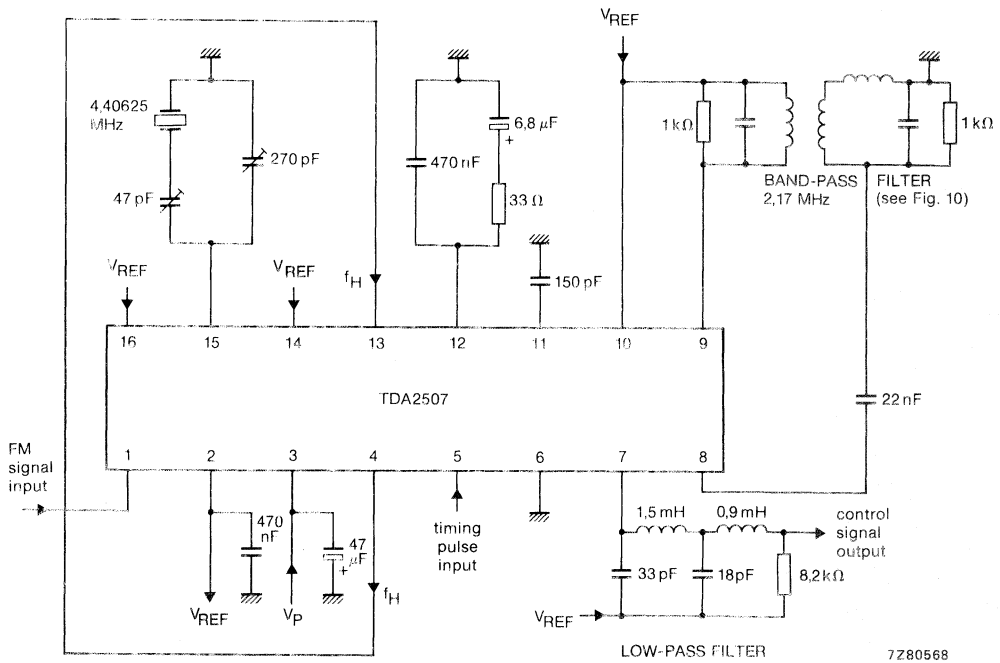 VREF
4,40625
MHz
270 pF
47 pF
470 nF
6,8 µF
+
33 Ω
150 pF
1 kΩ
1 kΩ
BAND-PASS FILTER
2,17 MHz (see Fig. 10)
VREF
VREF
fH
16 15 14 13 12 11 10 9
TDA2507
22 nF
FM
signal
input
1 2 3 4 5 6 7 8
470
nF
47
µF
+
timing
pulse
input
fH
VREF
VP
1,5 mH
0,9 mH
control
signal
output
33 pF
18 pF
8,2 kΩ
VREF
LOW-PASS FILTER
7Z80568